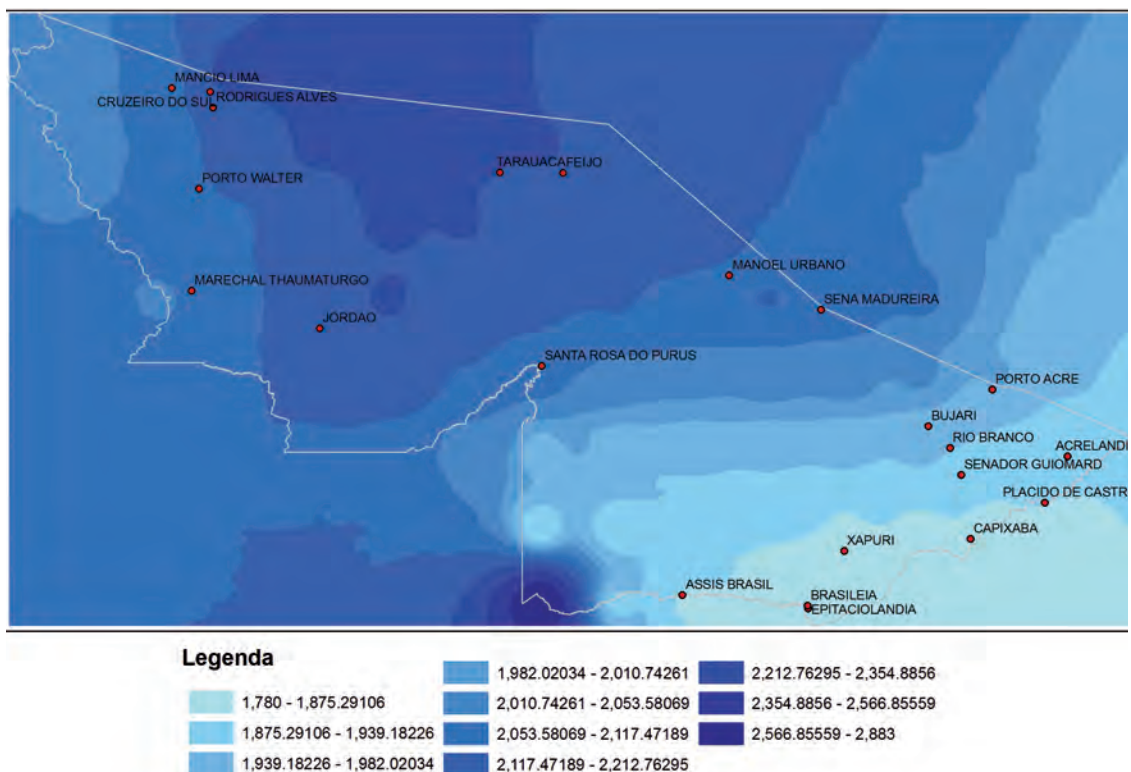 MANCIO LIMA
CRUZEIRO DO SUL
RODRIGUES ALVES
TARAUACA
FEIJO
PORTO WALTER
MANOEL URBANO
MARECHAL THAUMATURGO
SENA MADUREIRA
JORDAO
SANTA ROSA DO PURUS
PORTO ACRE
BUJARI
RIO BRANCO
ACRELANDI
SENADOR GUIOMARD
PLACIDO DE CASTR
CAPIXABA
XAPURI
ASSIS BRASIL
BRASILEIA
EPITACIOLANDIA
Legenda
1,780 - 1,875.29106
1,875.29106 - 1,939.18226
1,939.18226 - 1,982.02034
1,982.02034 - 2,010.74261
2,010.74261 - 2,053.58069
2,053.58069 - 2,117.47189
2,117.47189 - 2,212.76295
2,212.76295 - 2,354.8856
2,354.8856 - 2,566.85559
2,566.85559 - 2,883